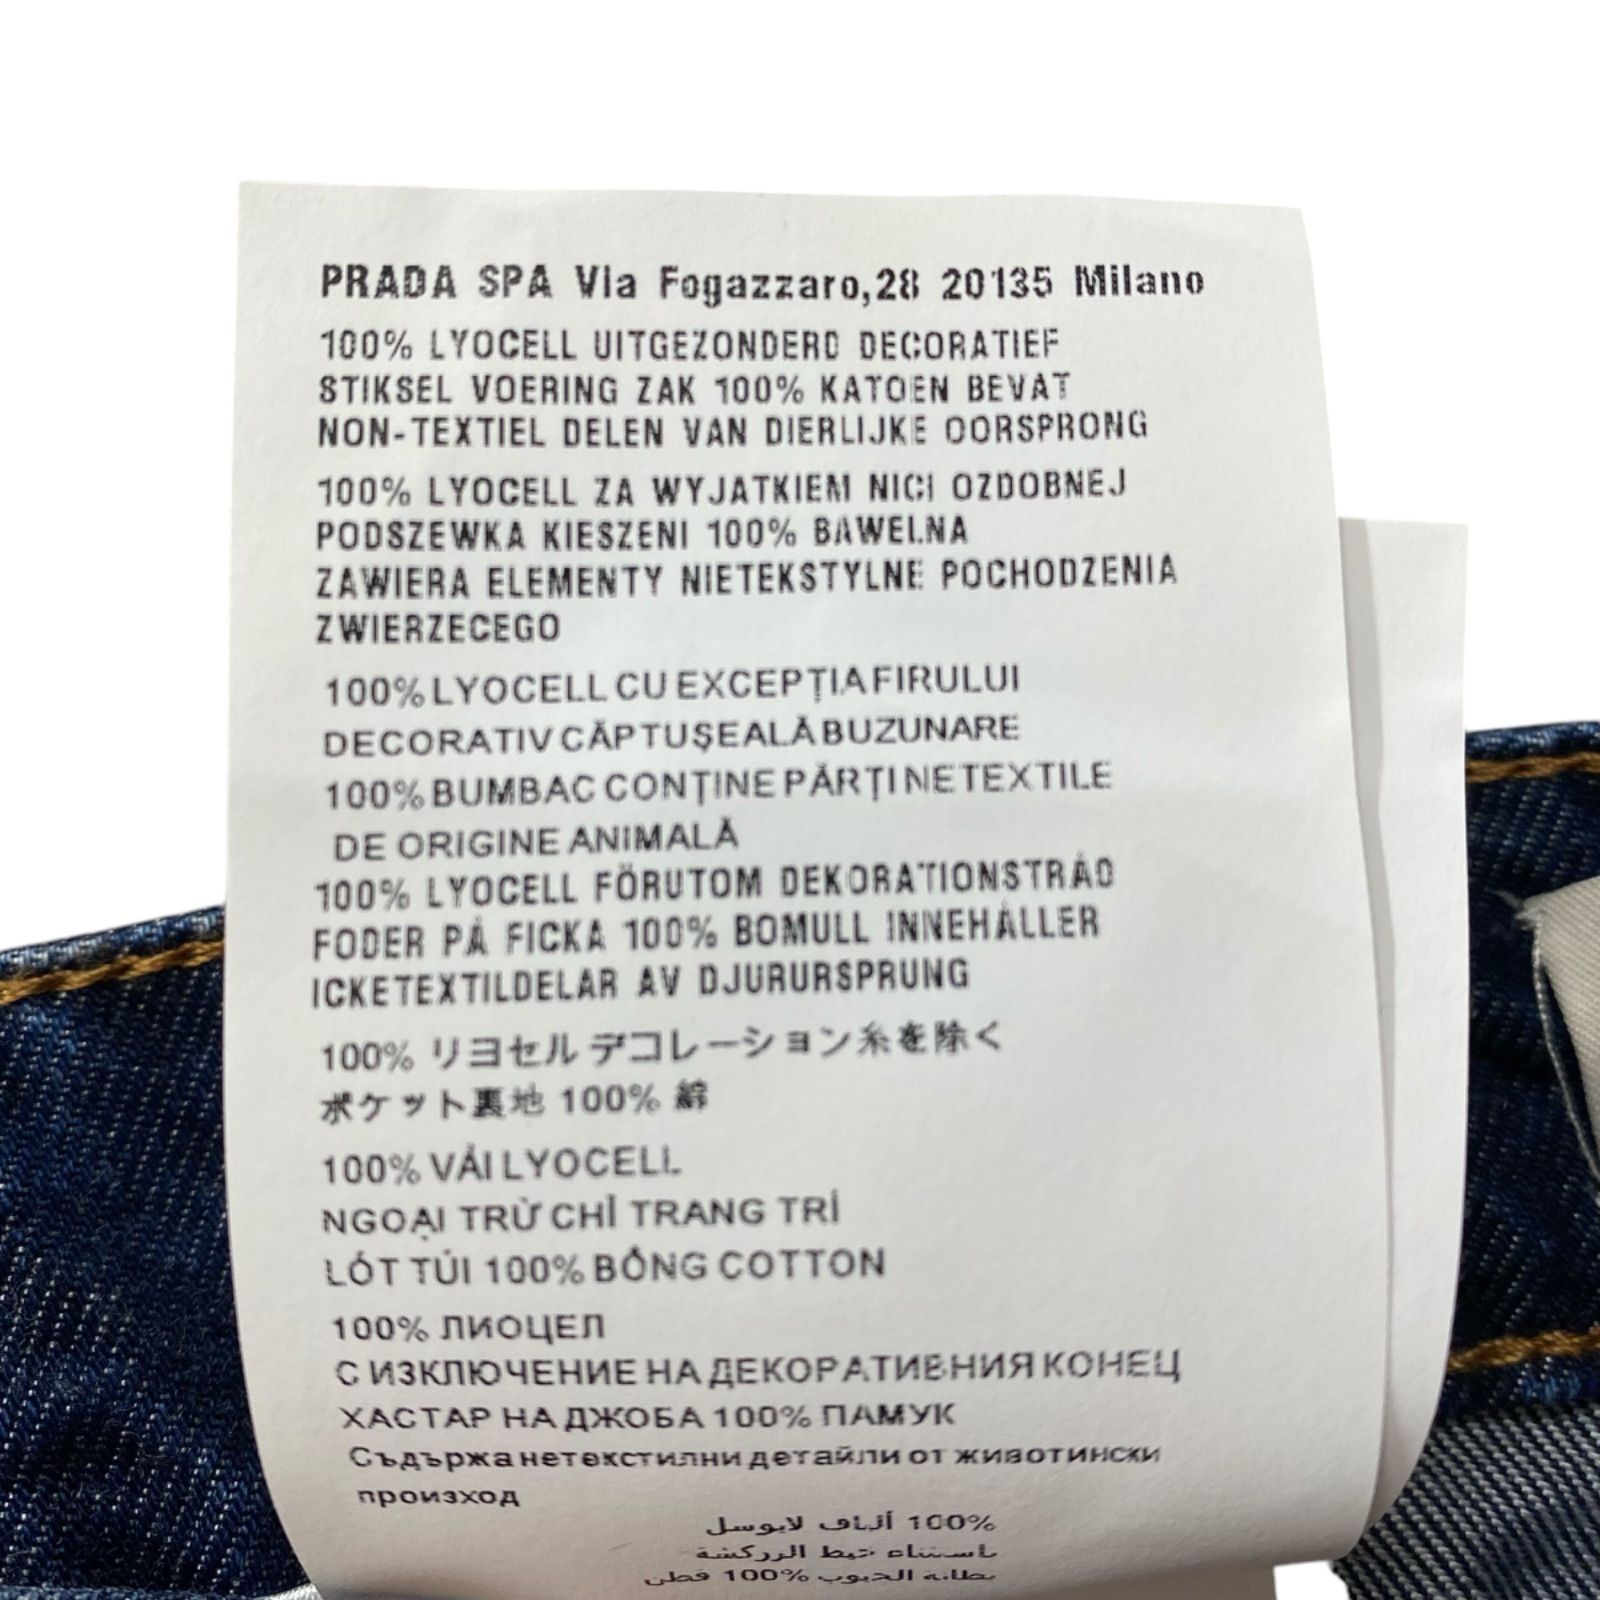 PRADA SPA Via Fogazzaro,28 20135 Milano
100% LYOCELL UITGEZONDERD DECORATIEF
STIKSEL VOERING ZAK 100% KATOEN BEVAT
NON-TEXTIEL DELEN VAN DIERLIJKE OORSPRONG
100% LYOCELL ZA WYJATKIEM NICI OZDOBNEJ
PODSZEWKA KIESZENI 100% BAWELNA
ZAWIERA ELEMENTY NIETEKSTYLNE POCHODZENIA
ZWIERZECEGO
100% LYOCELL CU EXCEPȚIA FIRULUI
DECORATIV CĂPTUȘEALĂ BUZUNARE
100% BUMBAC CONȚINE PĂRȚI NETEXTILE
DE ORIGINE ANIMALĂ
100% LYOCELL FÖRUTOM DEKORATIONSTRÅD
FODER PÅ FICKA 100% BOMULL INNEHÅLLER
ICKETEXTILDELAR AV DJURURSPRUNG
100% リヨセル デコレーション糸を除く
ポケット裏地 100% 綿
100% VẢI LYOCELL
NGOẠI TRỪ CHỈ TRANG TRÍ
LÓT TÚI 100% BÔNG COTTON
100% ЛИОЦЕЛ
С ИЗКЛЮЧЕНИЕ НА ДЕКОРАТИВНИЯ КОНЕЦ
ХАСТАР НА ДЖОБА 100% ПАМУК
Съдържа нетекстилни детайли от животински
произход
100% ألياف لايوسل
باستثناء خيط الزركشة
بطانة الجيوب 100% قطن